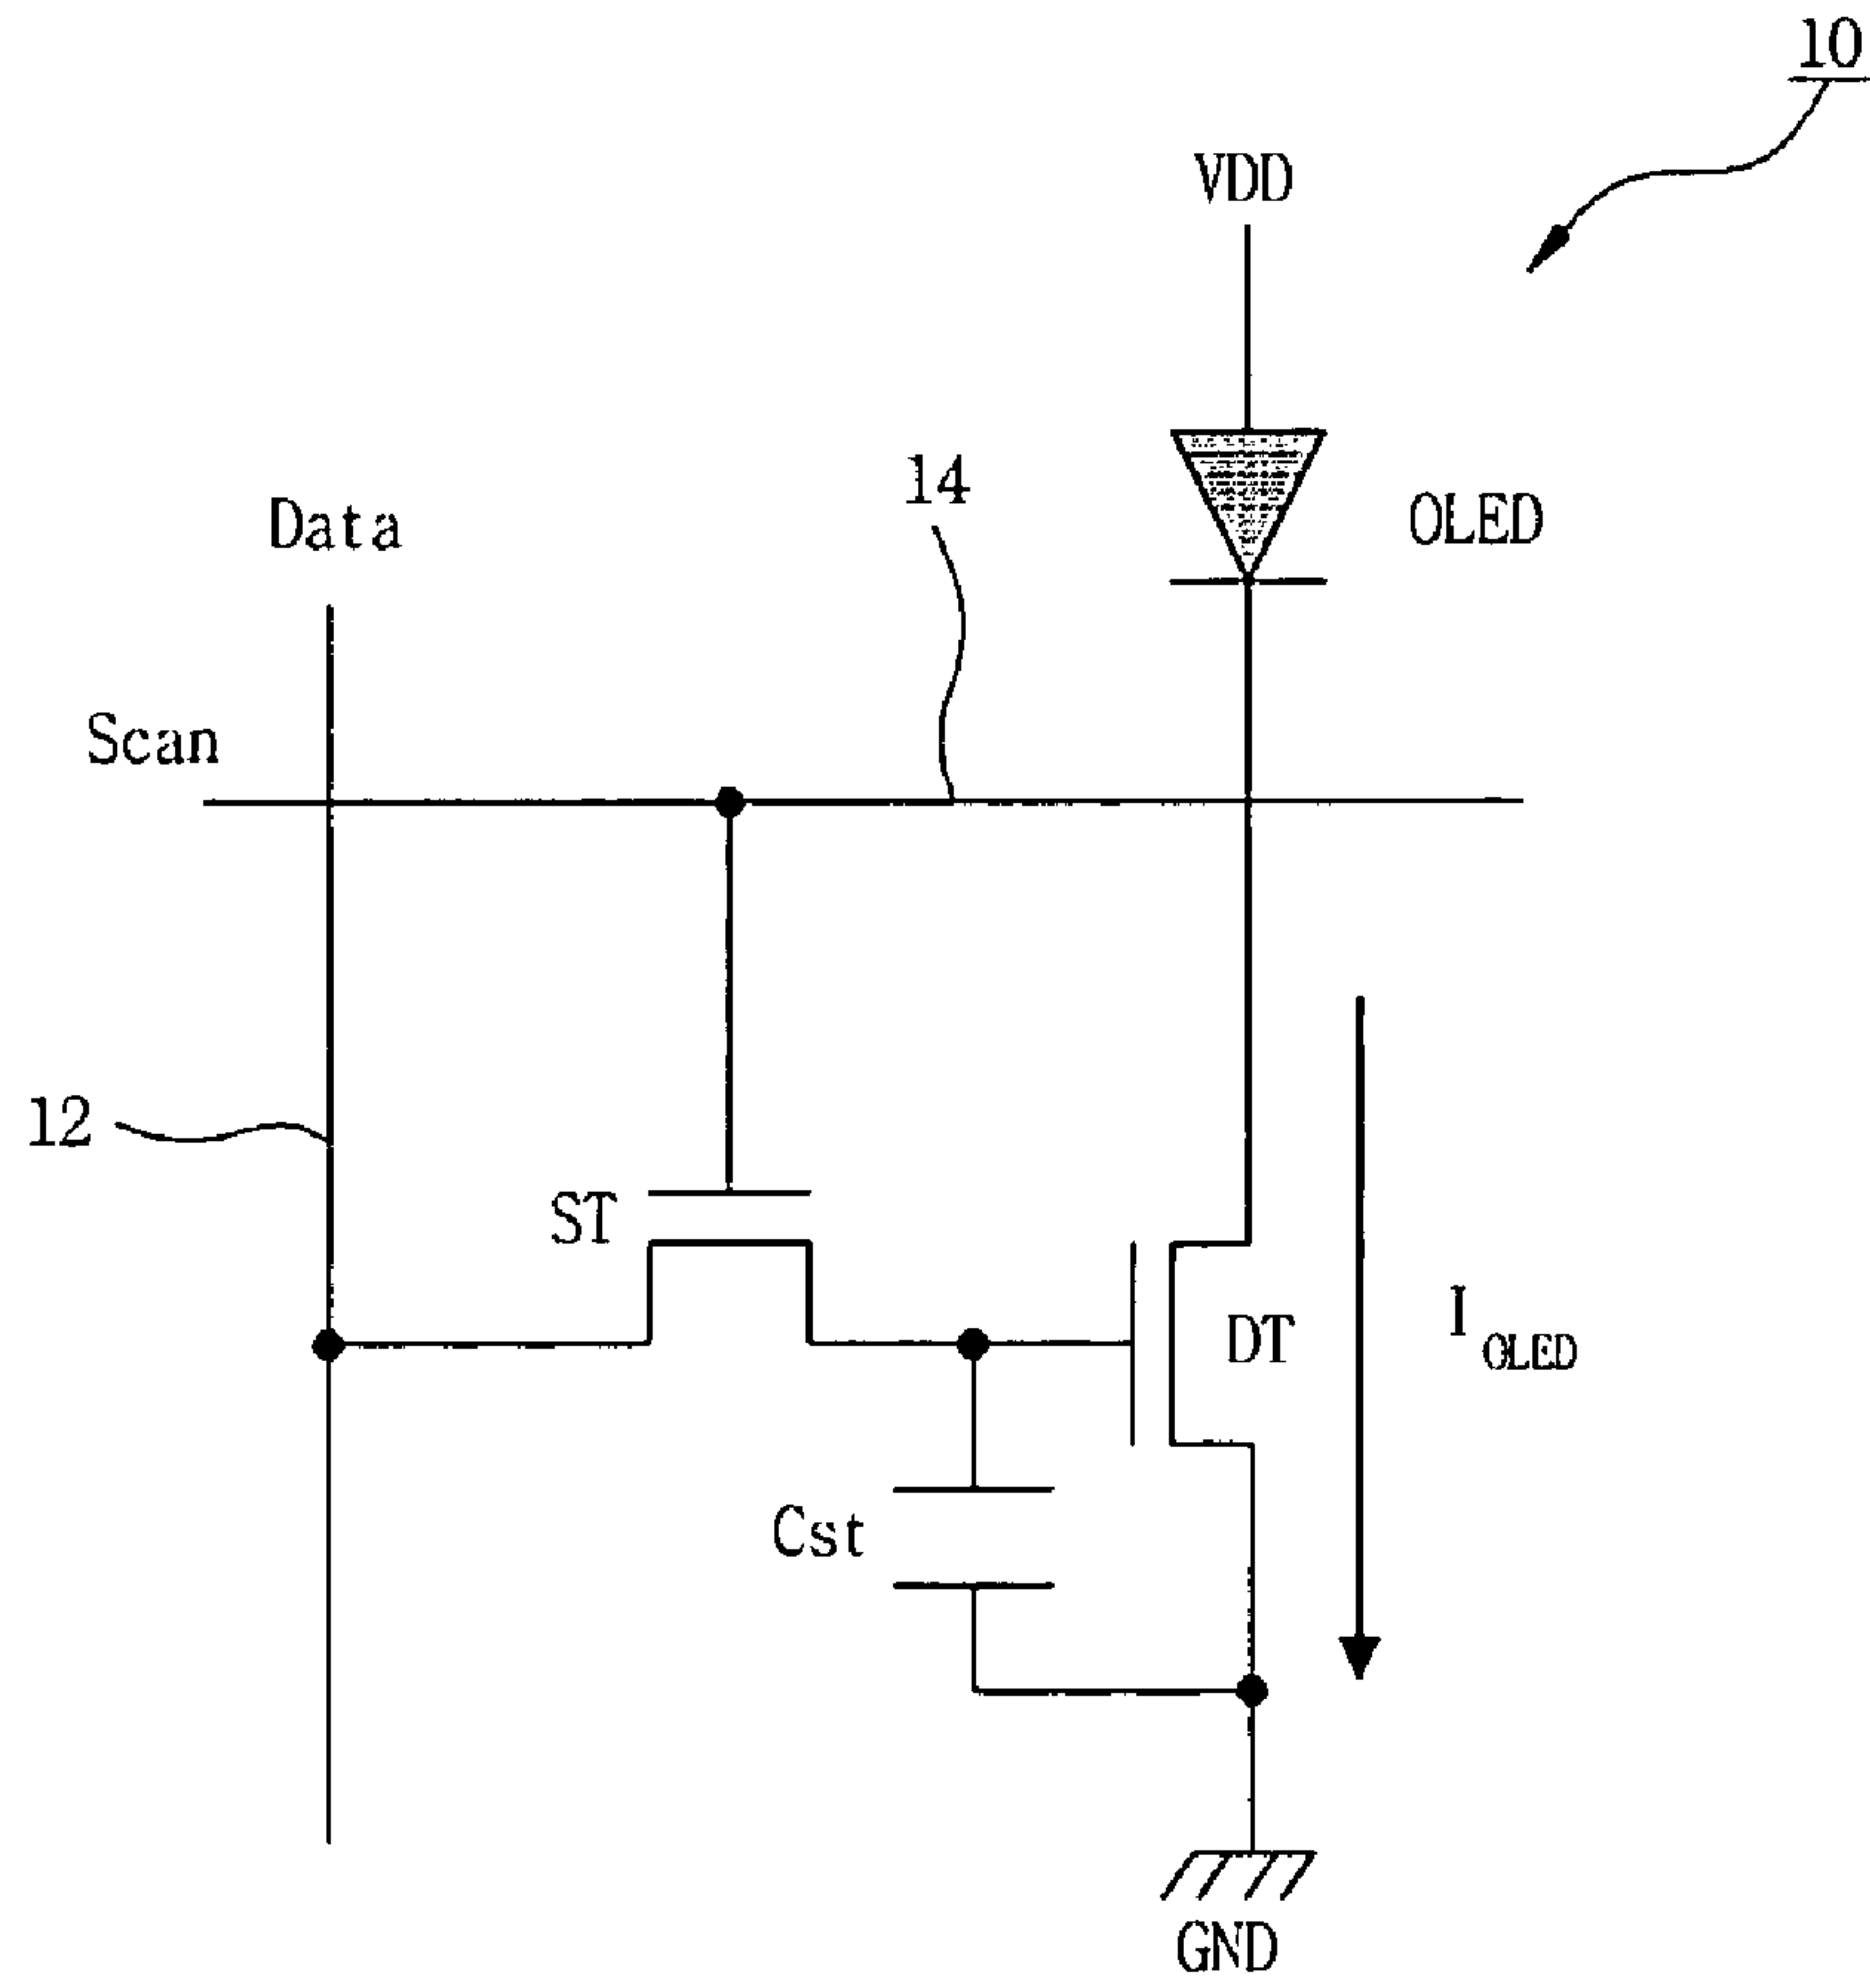 10
VDD
14
OLED
Data
Scan
12
ST
DT
I OLED
Cst
GND